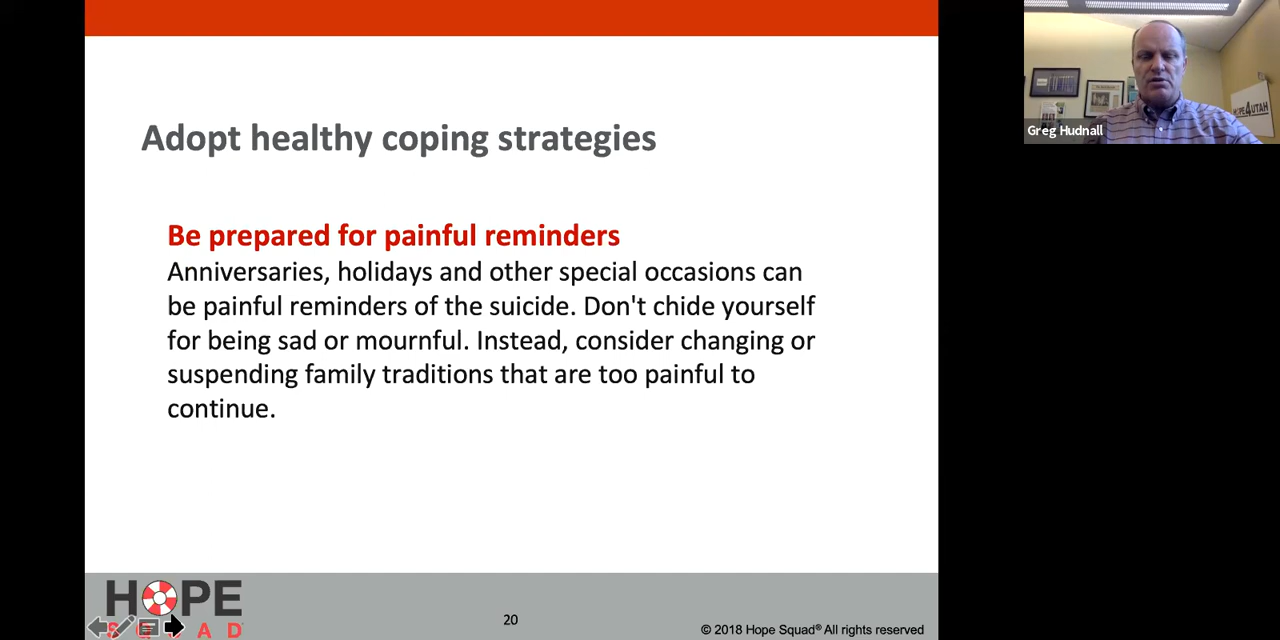 Adopt healthy coping strategies
Be prepared for painful reminders
Anniversaries, holidays and other special occasions can
be painful reminders of the suicide. Don't chide yourself
for being sad or mournful. Instead, consider changing or
suspending family traditions that are too painful to
continue.
HOPE
SQUAD
20
© 2018 Hope Squad® All rights reserved
HOPE4UTAH
Greg Hudnall